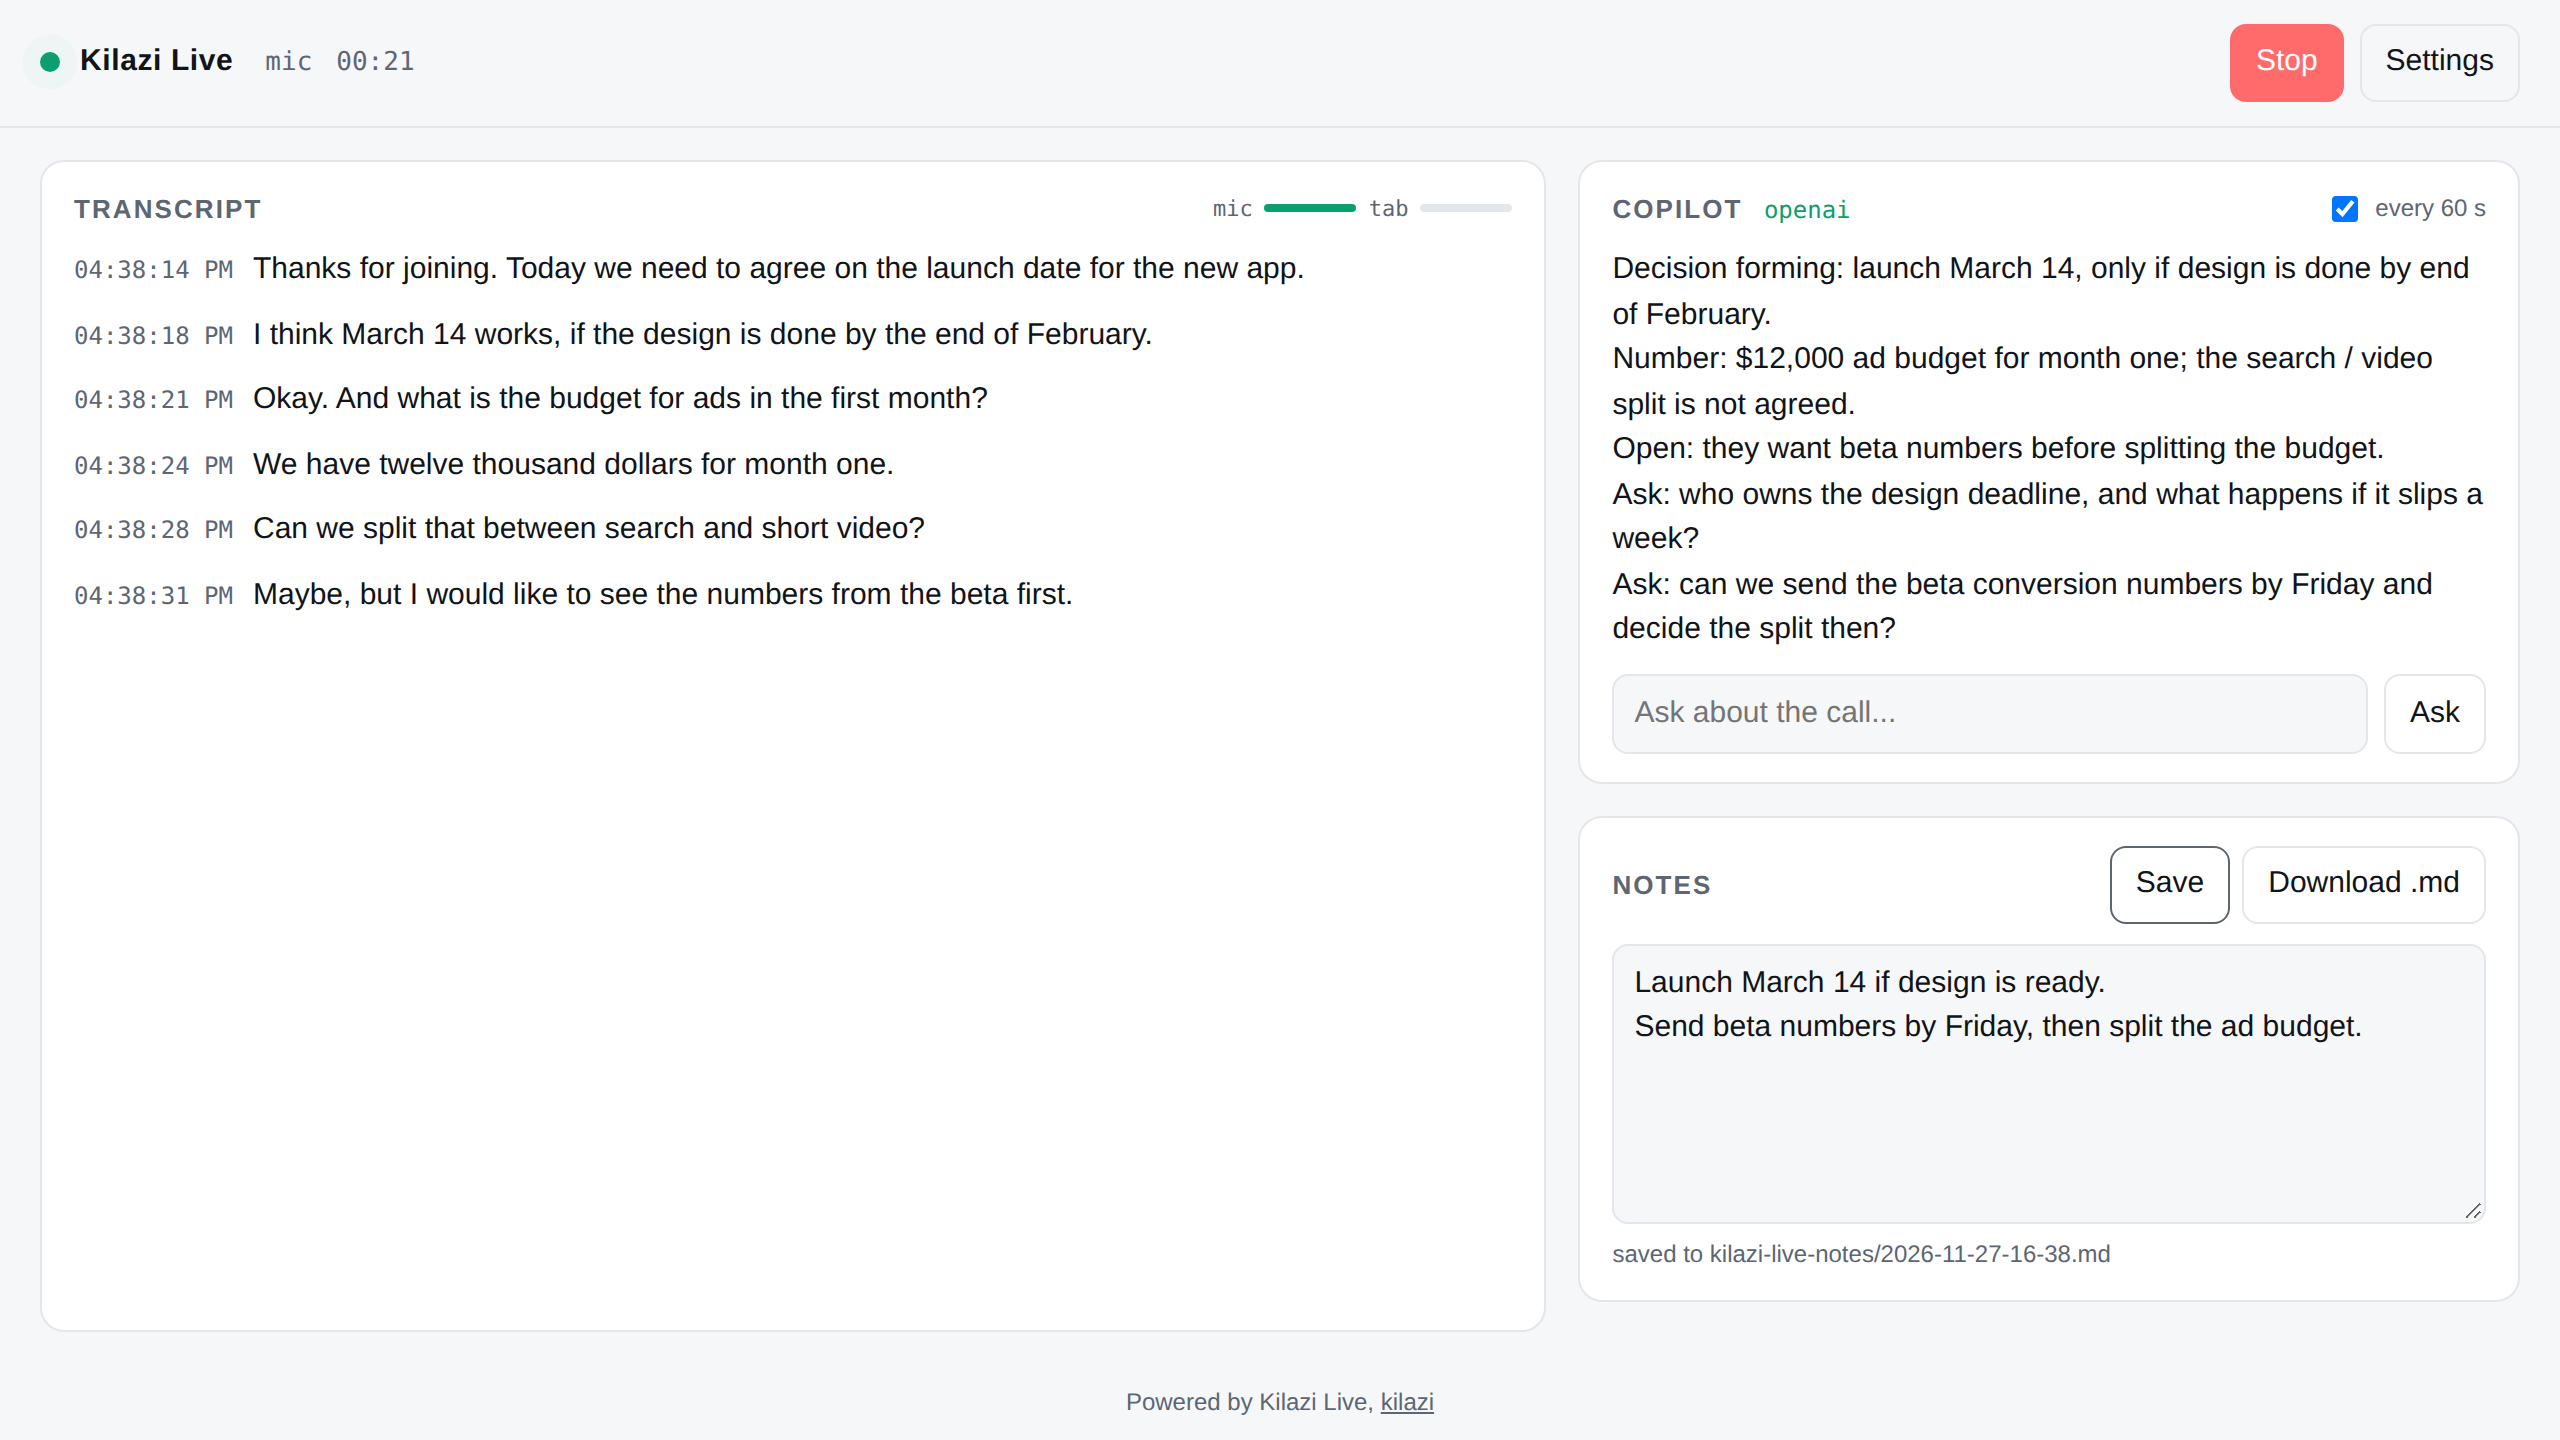 Kilazi Live mic 00:21
Stop Settings
TRANSCRIPT mic tab
04:38:14 PM Thanks for joining. Today we need to agree on the launch date for the new app.
04:38:18 PM I think March 14 works, if the design is done by the end of February.
04:38:21 PM Okay. And what is the budget for ads in the first month?
04:38:24 PM We have twelve thousand dollars for month one.
04:38:28 PM Can we split that between search and short video?
04:38:31 PM Maybe, but I would like to see the numbers from the beta first.
COPILOT openai every 60 s
Decision forming: launch March 14, only if design is done by end
of February.
Number: $12,000 ad budget for month one; the search / video
split is not agreed.
Open: they want beta numbers before splitting the budget.
Ask: who owns the design deadline, and what happens if it slips a
week?
Ask: can we send the beta conversion numbers by Friday and
decide the split then?
Ask about the call... Ask
NOTES Save Download .md
Launch March 14 if design is ready.
Send beta numbers by Friday, then split the ad budget.
saved to kilazi-live-notes/2026-11-27-16-38.md
Powered by Kilazi Live, kilazi